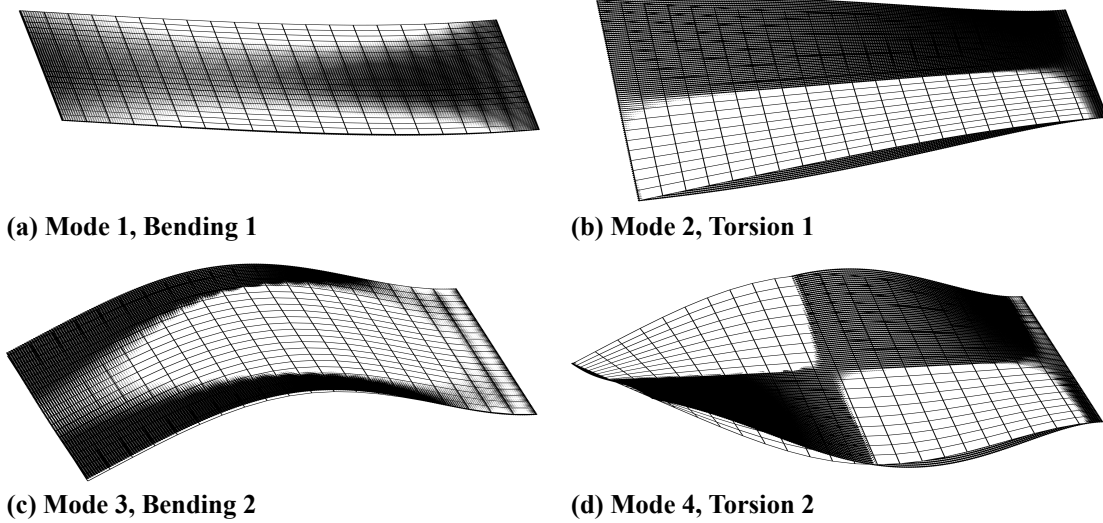 (a) Mode 1, Bending 1
(b) Mode 2, Torsion 1
(c) Mode 3, Bending 2
(d) Mode 4, Torsion 2